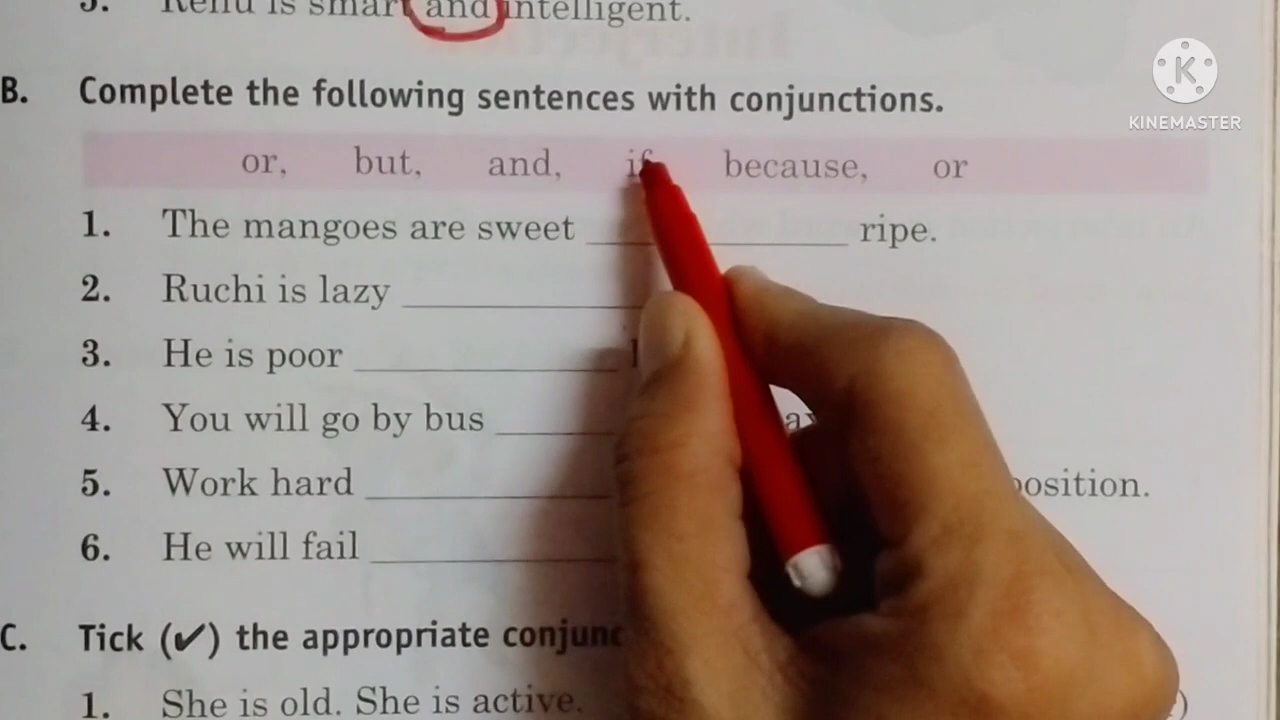 3. Renu is smart and intelligent.
KINEMASTER
B. Complete the following sentences with conjunctions.
or, but, and, if because, or
1. The mangoes are sweet ripe.
2. Ruchi is lazy
3. He is poor
4. You will go by bus
5. Work hard position.
6. He will fail
C. Tick (✔) the appropriate
1. She is old. She is active.